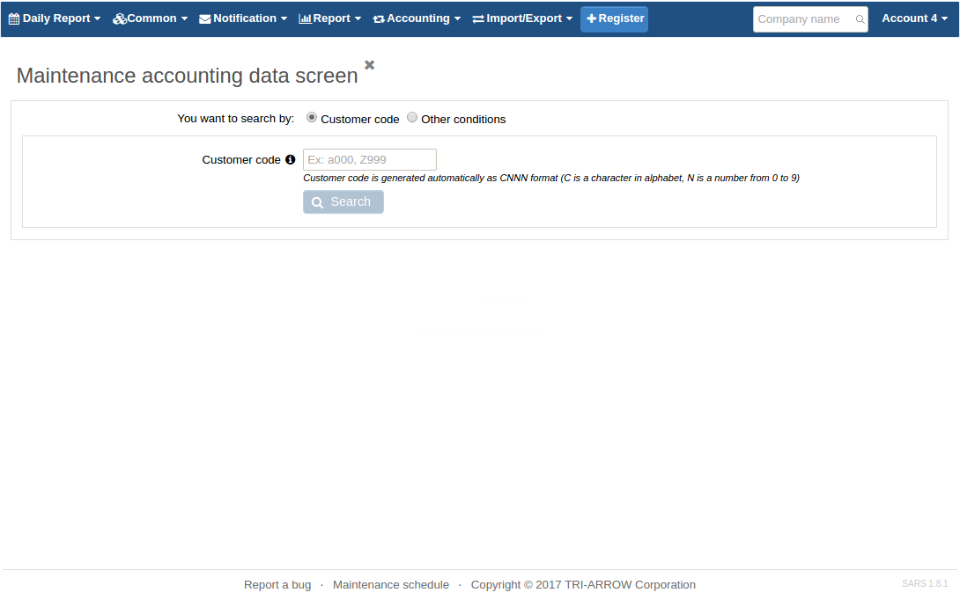 Daily Report Common Notification Report Accounting Import/Export Register Company name Account 4
Maintenance accounting data screen
You want to search by: Customer code Other conditions
Customer code Ex: a000, Z999
Customer code is generated automatically as CNNN format (C is a character in alphabet, N is a number from 0 to 9)
Search
Report a bug · Maintenance schedule · Copyright © 2017 TRI-ARROW Corporation SARS 1.8.1